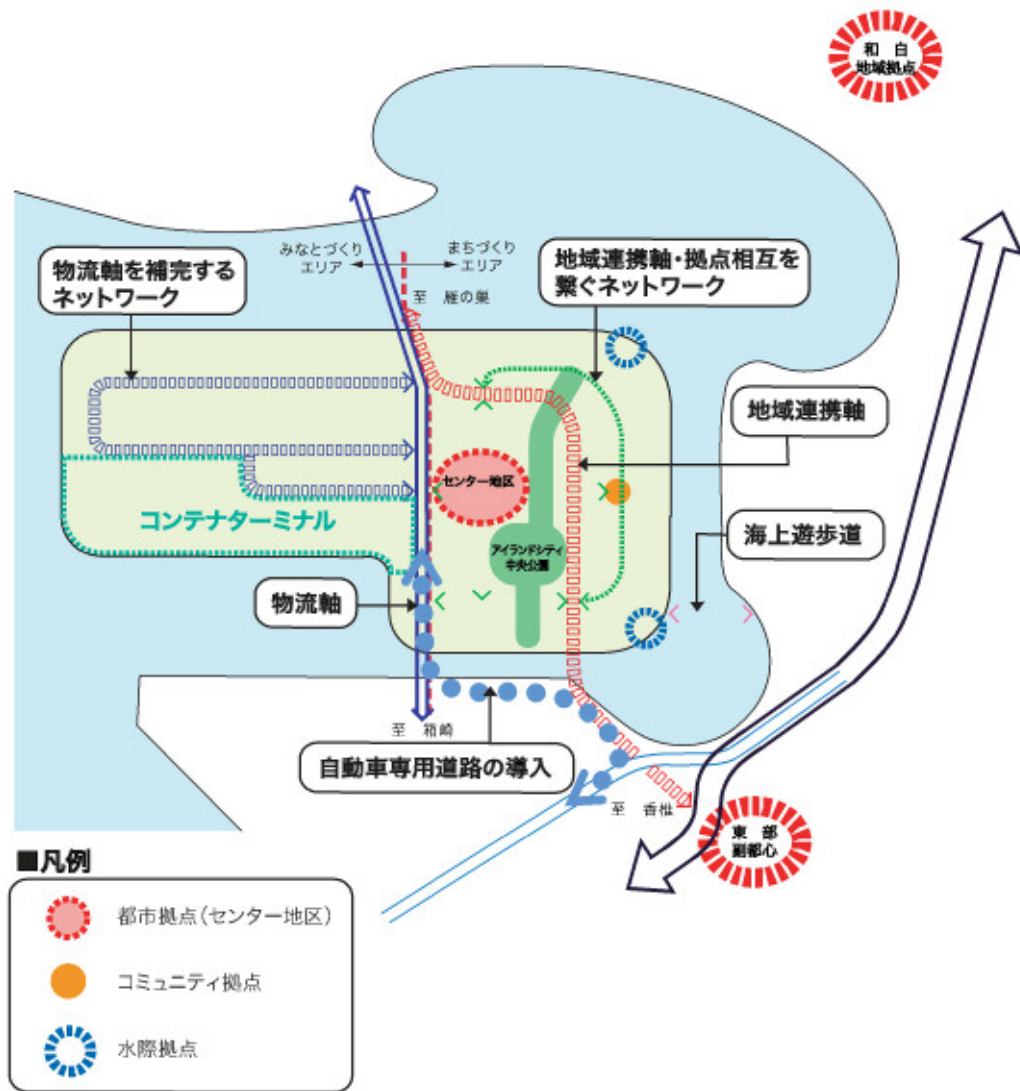 和　白
地域拠点
みなとづくり
エリア
まちづくり
エリア
物流軸を補完する
ネットワーク
地域連携軸・拠点相互を
繋ぐネットワーク
至　雁の巣
地域連携軸
センター地区
コンテナターミナル
アイランドシティ
中央公園
海上遊歩道
物流軸
至　箱崎
自動車専用道路の導入
至　香椎
東　部
副都心
■凡例
都市拠点（センター地区）
コミュニティ拠点
水際拠点